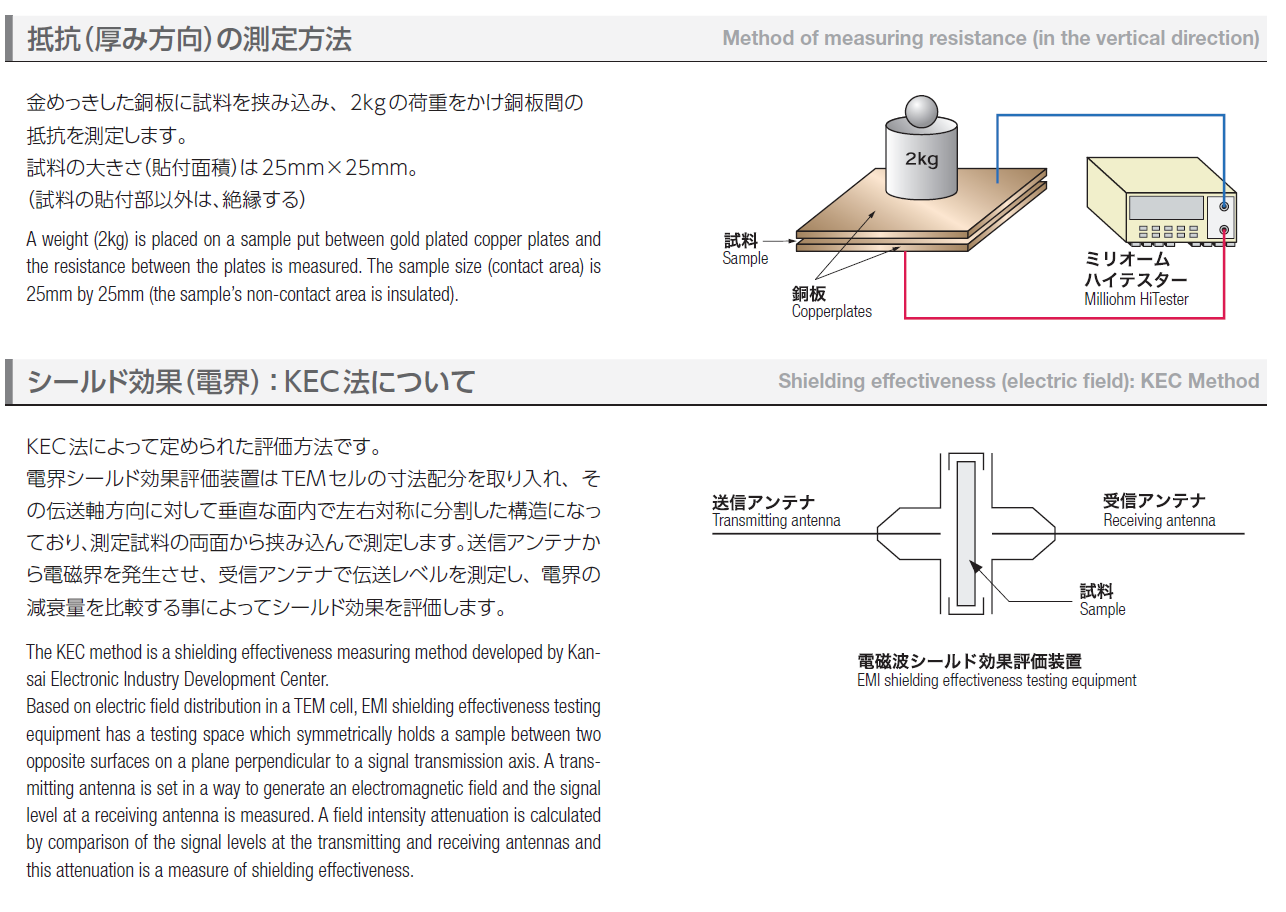 抵抗（厚み方向）の測定方法
Method of measuring resistance (in the vertical direction)
金めっきした銅板に試料を挟み込み、2kgの荷重をかけ銅板間の
抵抗を測定します。
試料の大きさ（貼付面積）は25mm×25mm。
（試料の貼付部以外は、絶縁する）
A weight (2kg) is placed on a sample put between gold plated copper plates and
the resistance between the plates is measured. The sample size (contact area) is
25mm by 25mm (the sample's non-contact area is insulated).
2kg
試料
Sample
銅板
Copperplates
ミリオーム
ハイテスター
Milliohm HiTester
シールド効果（電界）：KEC法について
Shielding effectiveness (electric field): KEC Method
KEC法によって定められた評価方法です。
電界シールド効果評価装置はTEMセルの寸法配分を取り入れ、そ
の伝送軸方向に対して垂直な面内で左右対称に分割した構造になっ
ており、測定試料の両面から挟み込んで測定します。送信アンテナか
ら電磁界を発生させ、受信アンテナで伝送レベルを測定し、電界の
減衰量を比較する事によってシールド効果を評価します。
The KEC method is a shielding effectiveness measuring method developed by Kan-
sai Electronic Industry Development Center.
Based on electric field distribution in a TEM cell, EMI shielding effectiveness testing
equipment has a testing space which symmetrically holds a sample between two
opposite surfaces on a plane perpendicular to a signal transmission axis. A trans-
mitting antenna is set in a way to generate an electromagnetic field and the signal
level at a receiving antenna is measured. A field intensity attenuation is calculated
by comparison of the signal levels at the transmitting and receiving antennas and
this attenuation is a measure of shielding effectiveness.
送信アンテナ
Transmitting antenna
受信アンテナ
Receiving antenna
試料
Sample
電磁波シールド効果評価装置
EMI shielding effectiveness testing equipment